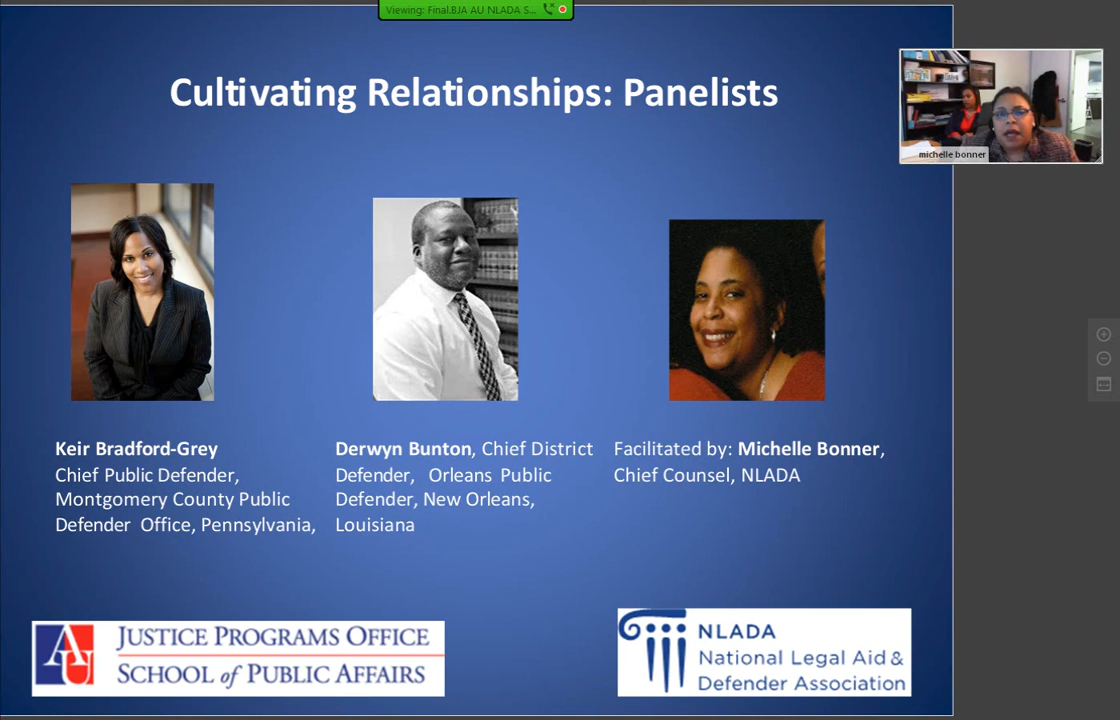 Viewing: Final.BJA AU NLADA S...
Cultivating Relationships: Panelists
michelle bonner
Keir Bradford-Grey
Chief Public Defender,
Montgomery County Public
Defender Office, Pennsylvania,
Derwyn Bunton, Chief District
Defender, Orleans Public
Defender, New Orleans,
Louisiana
Facilitated by: Michelle Bonner,
Chief Counsel, NLADA
AU
JUSTICE PROGRAMS OFFICE
SCHOOL of PUBLIC AFFAIRS
NLADA
National Legal Aid &
Defender Association